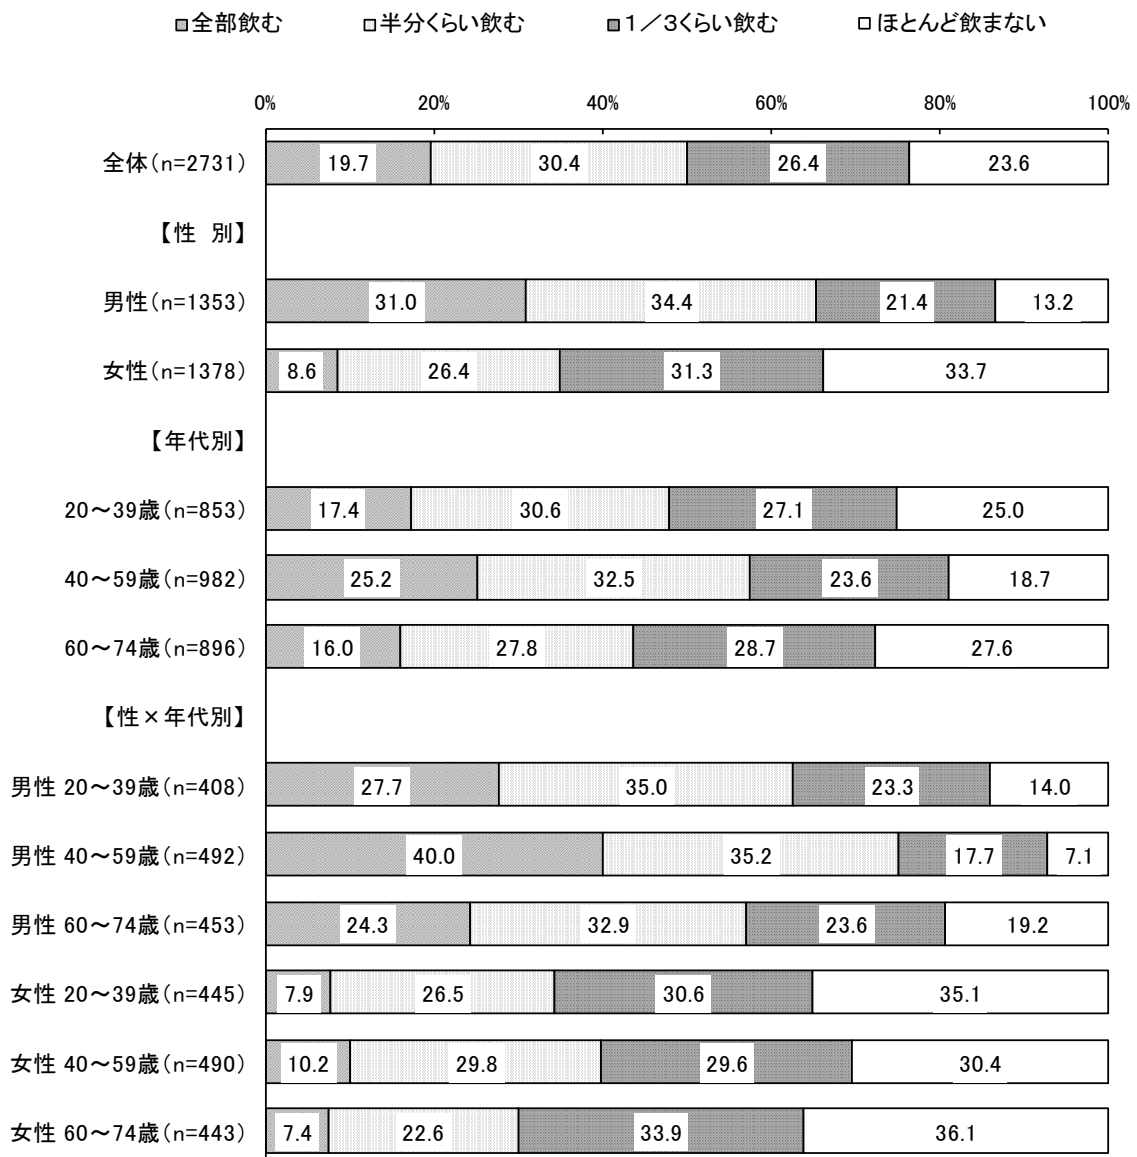 全部飲む 半分くらい飲む 1/3くらい飲む ほとんど飲まない
0% 20% 40% 60% 80% 100%
全体(n=2731) 19.7 30.4 26.4 23.6
【性 別】
男性(n=1353) 31.0 34.4 21.4 13.2
女性(n=1378) 8.6 26.4 31.3 33.7
【年代別】
20～39歳(n=853) 17.4 30.6 27.1 25.0
40～59歳(n=982) 25.2 32.5 23.6 18.7
60～74歳(n=896) 16.0 27.8 28.7 27.6
【性×年代別】
男性 20～39歳(n=408) 27.7 35.0 23.3 14.0
男性 40～59歳(n=492) 40.0 35.2 17.7 7.1
男性 60～74歳(n=453) 24.3 32.9 23.6 19.2
女性 20～39歳(n=445) 7.9 26.5 30.6 35.1
女性 40～59歳(n=490) 10.2 29.8 29.6 30.4
女性 60～74歳(n=443) 7.4 22.6 33.9 36.1